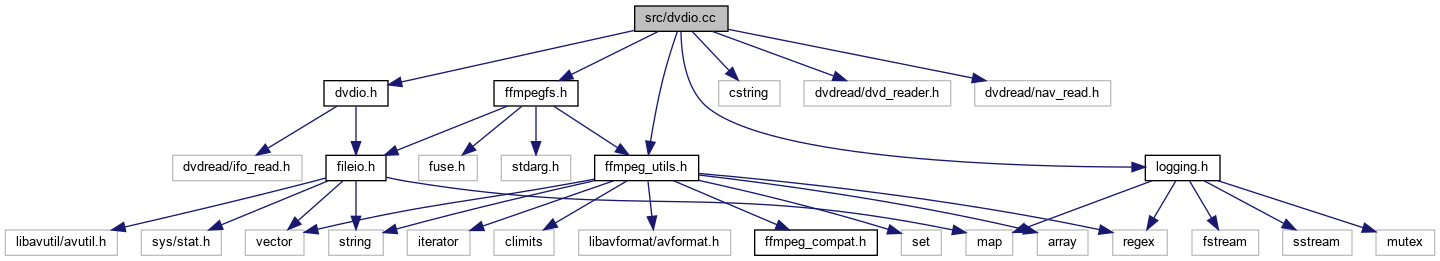 src/dvdio.cc
dvdio.h
ffmpegfs.h
cstring
dvdread/dvd_reader.h
dvdread/nav_read.h
dvdread/ifo_read.h
fileio.h
fuse.h
stdarg.h
ffmpeg_utils.h
logging.h
libavutil/avutil.h
sys/stat.h
vector
string
iterator
climits
libavformat/avformat.h
ffmpeg_compat.h
set
map
array
regex
fstream
sstream
mutex